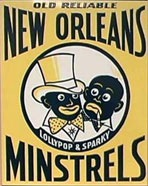 OLD RELIABLE
NEW ORLEANS
LOLLYPOP & SPARKY
MINSTRELS